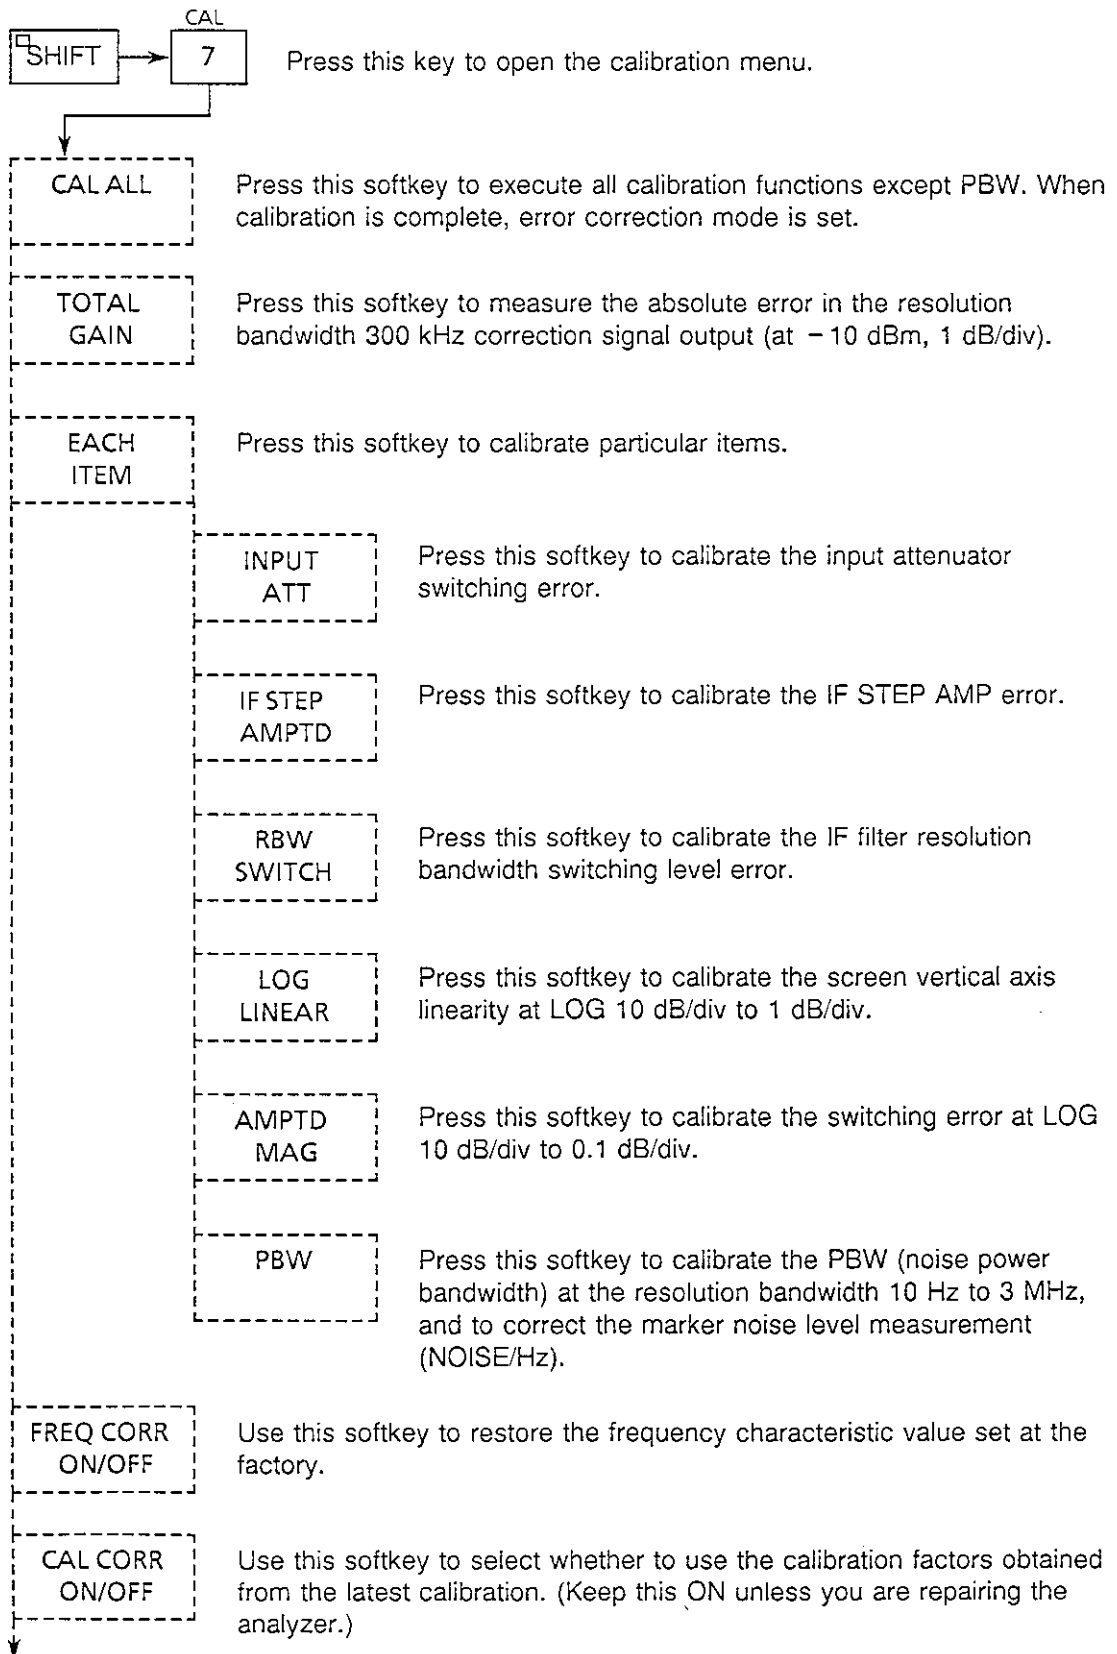 CAL
SHIFT 7 Press this key to open the calibration menu.
CAL ALL Press this softkey to execute all calibration functions except PBW. When
calibration is complete, error correction mode is set.
TOTAL Press this softkey to measure the absolute error in the resolution
GAIN bandwidth 300 kHz correction signal output (at −10 dBm, 1 dB/div).
EACH Press this softkey to calibrate particular items.
ITEM
INPUT Press this softkey to calibrate the input attenuator
ATT switching error.
IF STEP Press this softkey to calibrate the IF STEP AMP error.
AMPTD
RBW Press this softkey to calibrate the IF filter resolution
SWITCH bandwidth switching level error.
LOG Press this softkey to calibrate the screen vertical axis
LINEAR linearity at LOG 10 dB/div to 1 dB/div.
AMPTD Press this softkey to calibrate the switching error at LOG
MAG 10 dB/div to 0.1 dB/div.
PBW Press this softkey to calibrate the PBW (noise power
bandwidth) at the resolution bandwidth 10 Hz to 3 MHz,
and to correct the marker noise level measurement
(NOISE/Hz).
FREQ CORR Use this softkey to restore the frequency characteristic value set at the
ON/OFF factory.
CAL CORR Use this softkey to select whether to use the calibration factors obtained
ON/OFF from the latest calibration. (Keep this ON unless you are repairing the
analyzer.)